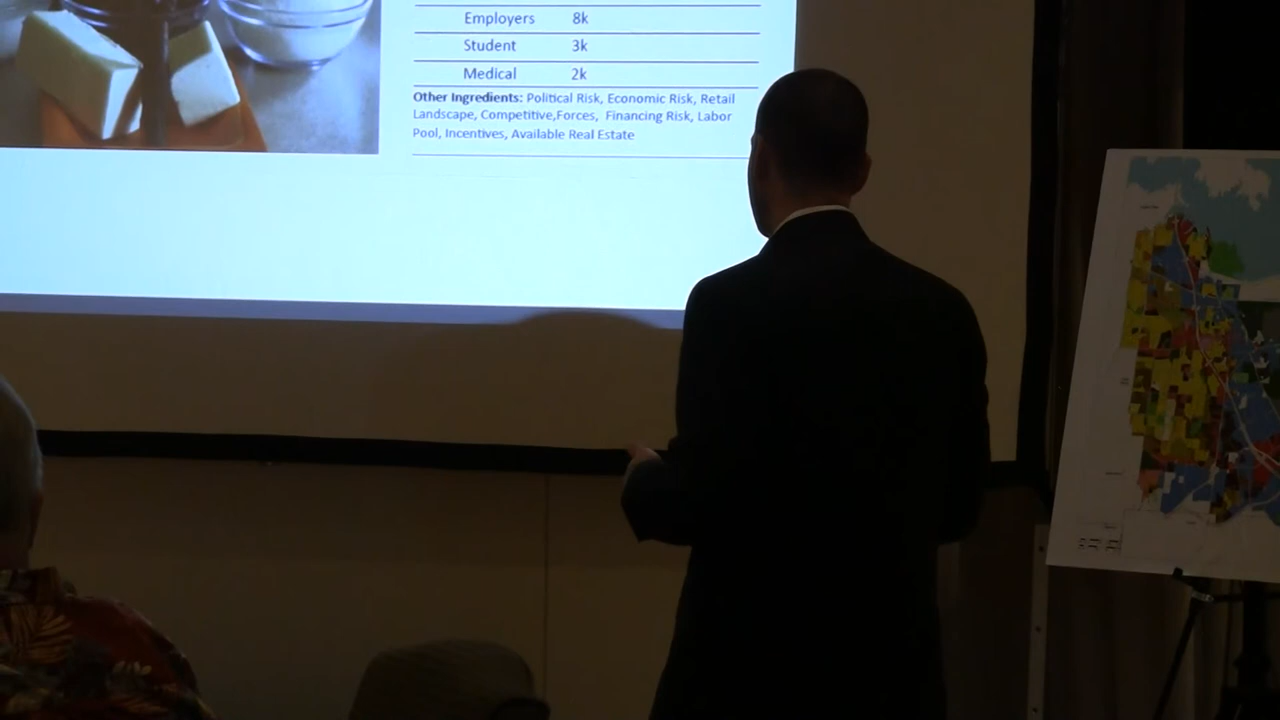 Employers 8k
Student 3k
Medical 2k
Other Ingredients: Political Risk, Economic Risk, Retail
Landscape, Competitive,Forces, Financing Risk, Labor
Pool, Incentives, Available Real Estate